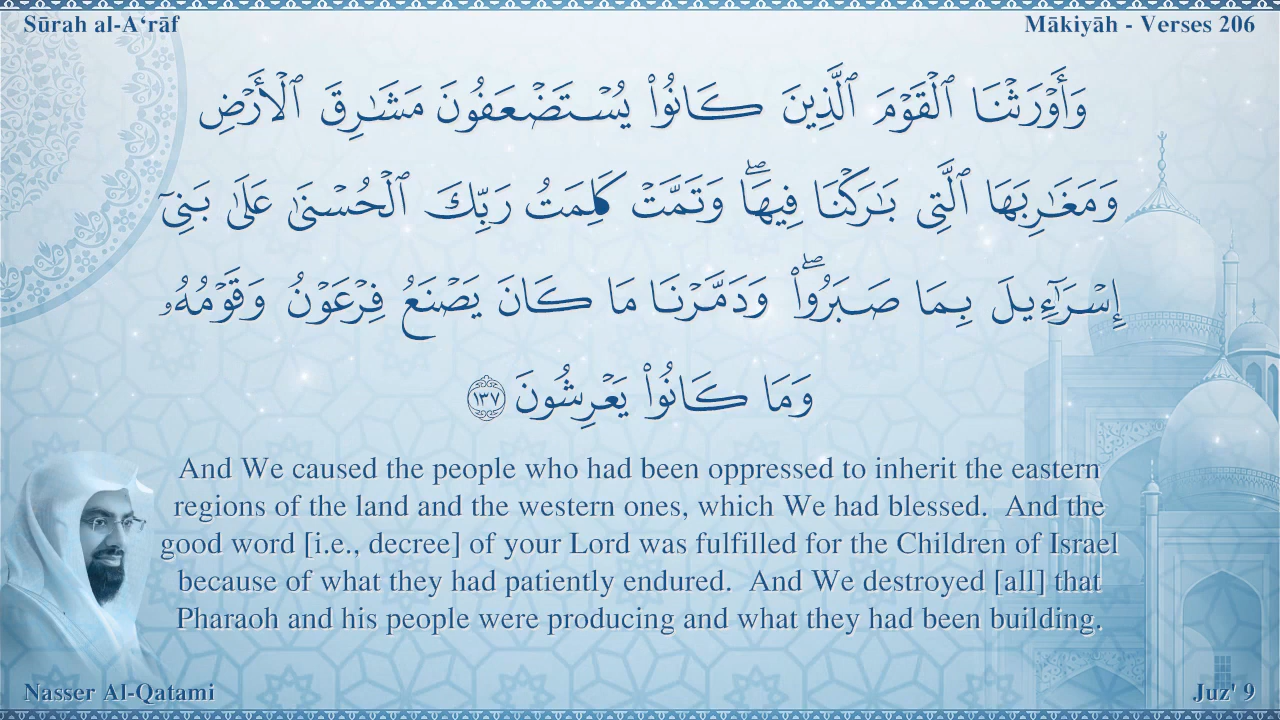 Sūrah al-A‘rāf
Mākiyāh - Verses 206
وَأَوْرَثْنَا ٱلْقَوْمَ ٱلَّذِينَ كَانُوا۟ يُسْتَضْعَفُونَ مَشَٰرِقَ ٱلْأَرْضِ
وَمَغَٰرِبَهَا ٱلَّتِى بَٰرَكْنَا فِيهَا ۖ وَتَمَّتْ كَلِمَتُ رَبِّكَ ٱلْحُسْنَىٰ عَلَىٰ بَنِىٓ
إِسْرَٰٓءِيلَ بِمَا صَبَرُوا۟ ۖ وَدَمَّرْنَا مَا كَانَ يَصْنَعُ فِرْعَوْنُ وَقَوْمُهُۥ
وَمَا كَانُوا۟ يَعْرِشُونَ ١٣٧
And We caused the people who had been oppressed to inherit the eastern
regions of the land and the western ones, which We had blessed.  And the
good word [i.e., decree] of your Lord was fulfilled for the Children of Israel
because of what they had patiently endured.  And We destroyed [all] that
Pharaoh and his people were producing and what they had been building.
Nasser Al-Qatami
Juz' 9